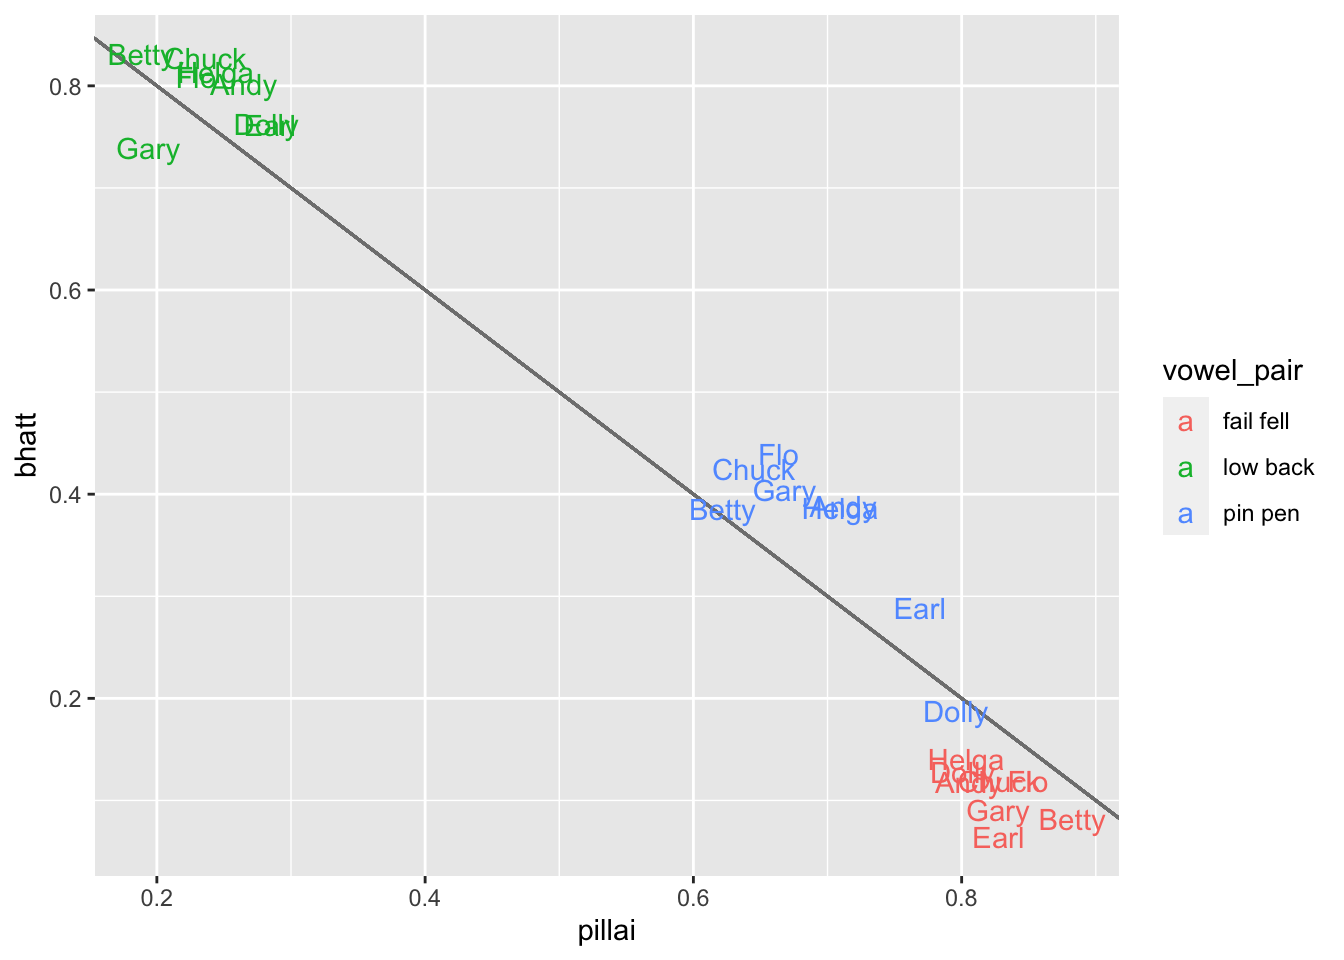 Betty
Chuck
Helga
Flo
Andy
Dolly
Earl
Gary
Flo
Chuck
Gary
Betty
Andy
Helga
Earl
Dolly
Helga
Dolly
Andy
Chuck
Flo
Gary
Betty
Earl
0.8
0.6
0.4
0.2
bhatt
0.2
0.4
0.6
0.8
pillai
vowel_pair
a fail fell
a low back
a pin pen